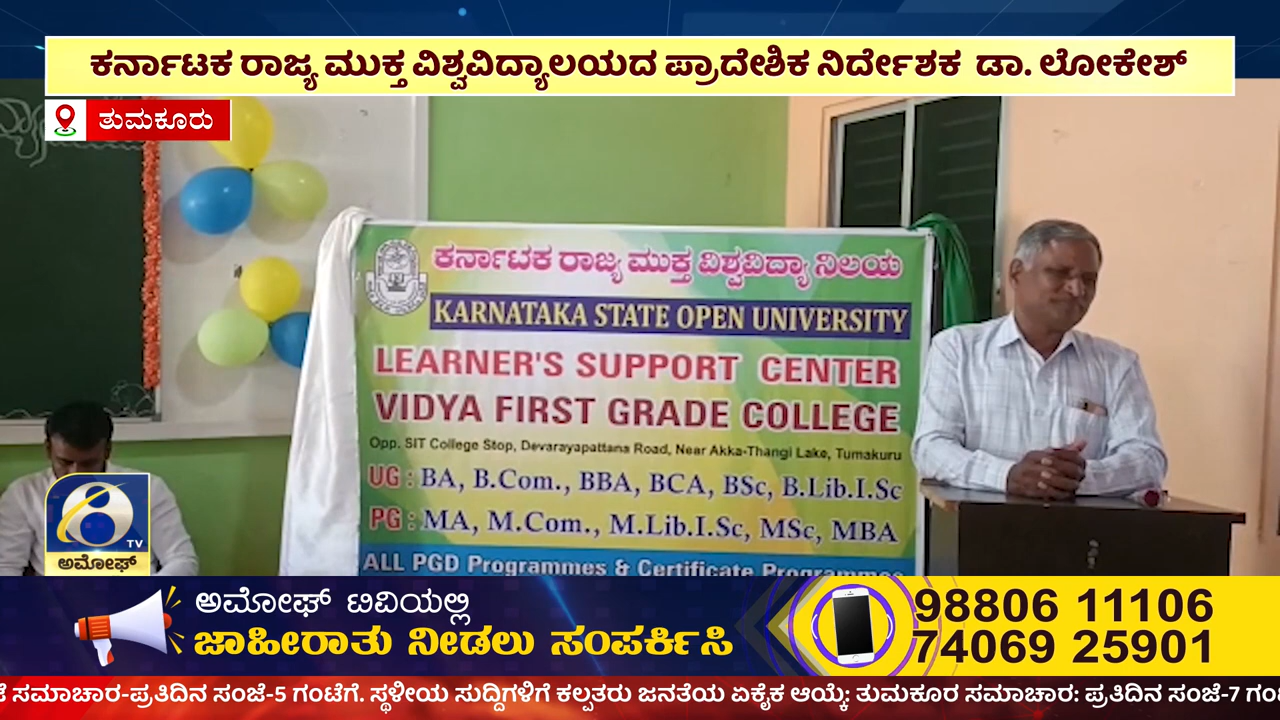 ಕರ್ನಾಟಕ ರಾಜ್ಯ ಮುಕ್ತ ವಿಶ್ವವಿದ್ಯಾಲಯದ ಪ್ರಾದೇಶಿಕ ನಿರ್ದೇಶಕ ಡಾ. ಲೋಕೇಶ್
ತುಮಕೂರು
ಕರ್ನಾಟಕ ರಾಜ್ಯ ಮುಕ್ತ ವಿಶ್ವವಿದ್ಯಾನಿಲಯ
KARNATAKA STATE OPEN UNIVERSITY
LEARNER'S SUPPORT CENTER
VIDYA FIRST GRADE COLLEGE
Opp. SIT College Stop, Devarayapattana Road, Near Akka-Thangi Lake, Tumakuru
UG : BA, B.Com., BBA, BCA, BSc, B.Lib.I.Sc
PG : MA, M.Com., M.Lib.I.Sc, MSc, MBA
ALL PGD Programmes & Certificate Programmes
TV
ಅಮೋಘ್
ಅಮೋಘ್ ಟಿವಿಯಲ್ಲಿ
ಜಾಹೀರಾತು ನೀಡಲು ಸಂಪರ್ಕಿಸಿ
98806 11106
74069 25901
ಸಮಾಚಾರ-ಪ್ರತಿದಿನ ಸಂಜೆ-5 ಗಂಟೆಗೆ. ಸ್ಥಳೀಯ ಸುದ್ದಿಗಳಿಗೆ ಕಲ್ಪತರು ಜನತೆಯ ಏಕೈಕ ಆಯ್ಕೆ: ತುಮಕೂರ ಸಮಾಚಾರ: ಪ್ರತಿದಿನ ಸಂಜೆ-7